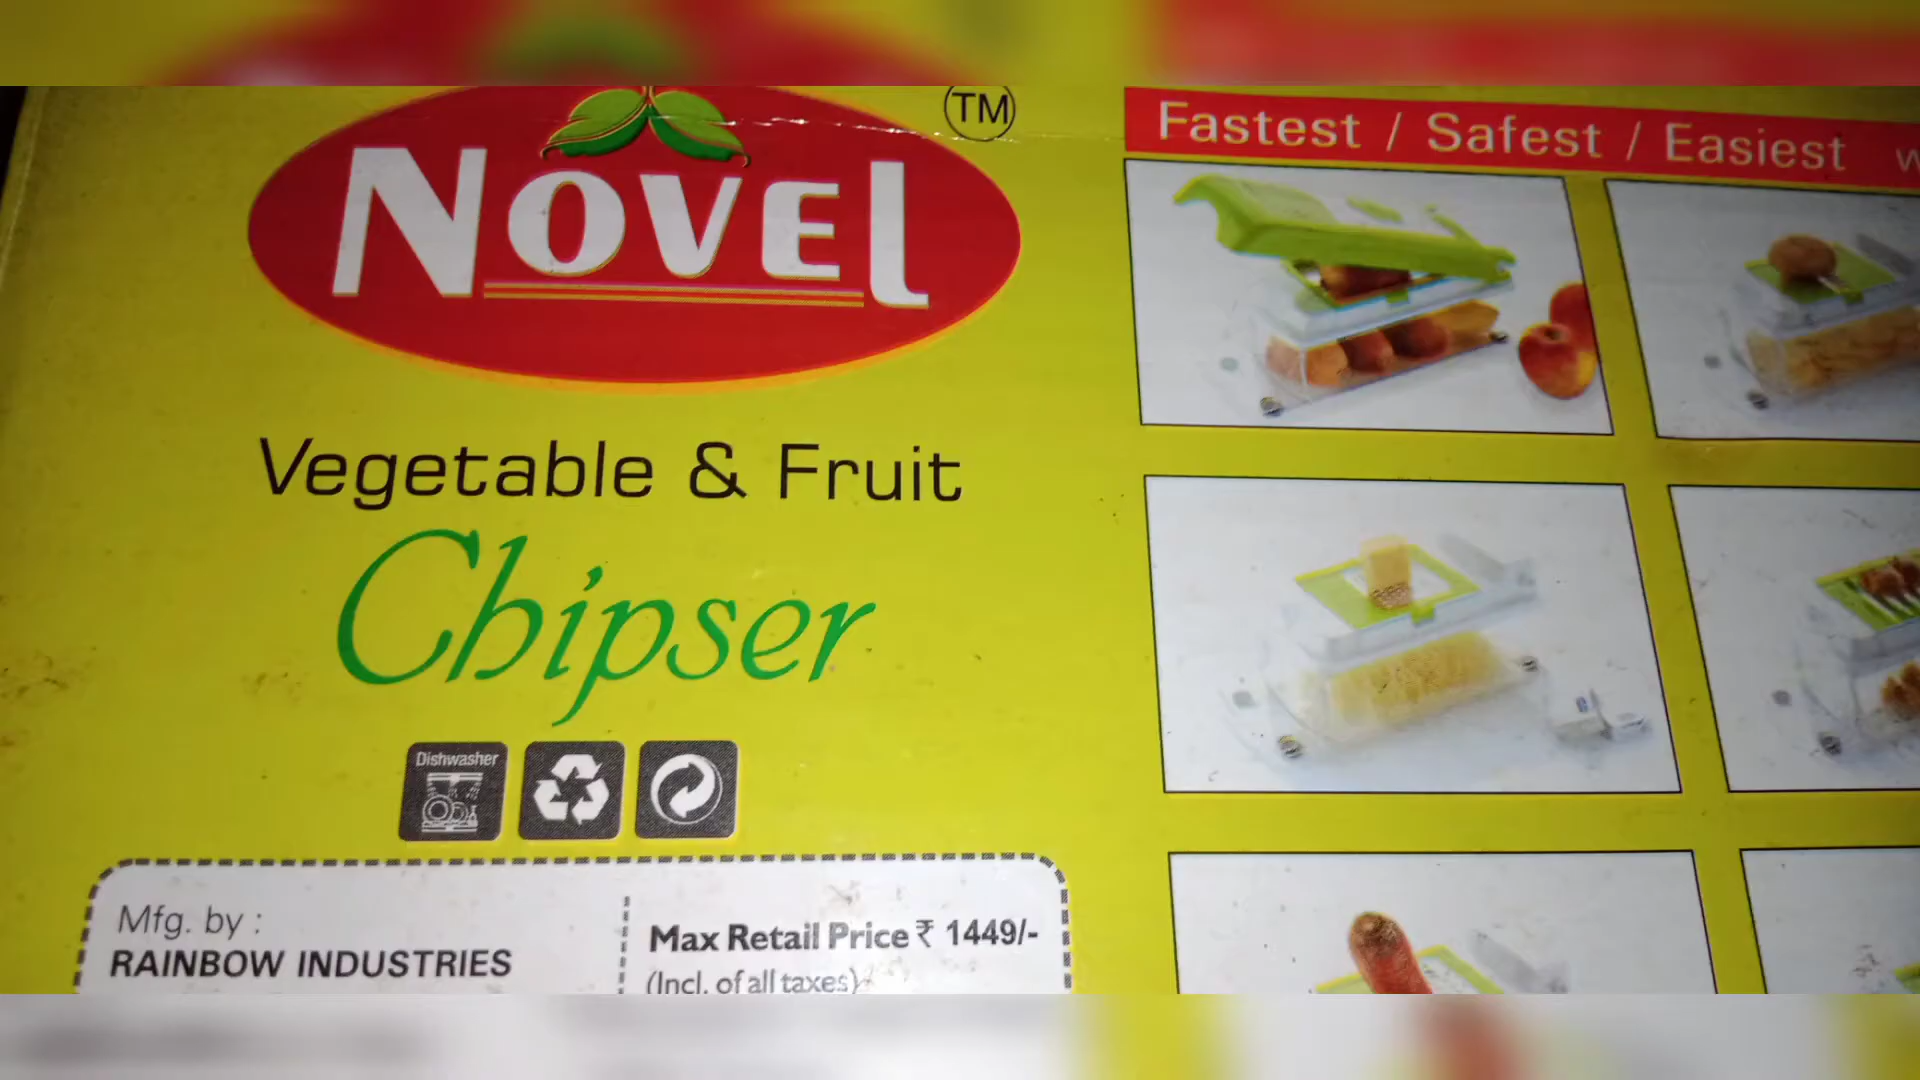 NOVEL
TM
Vegetable & Fruit
Chipser
Dishwasher
Mfg. by :
RAINBOW INDUSTRIES
Max Retail Price ₹ 1449/-
(Incl. of all taxes)
Fastest / Safest / Easiest